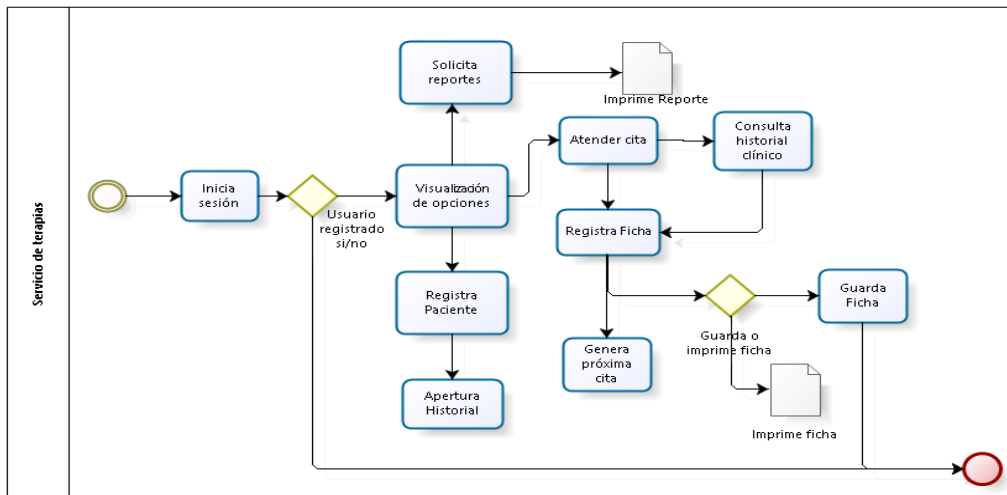 Servicio de terapias
Solicita
reportes
Imprime Reporte
Atender cita
Consulta
historial
clínico
Inicia
sesión
Visualización
de opciones
Usuario
registrado
si/no
Registra Ficha
Registra
Paciente
Guarda
Ficha
Guarda o
imprime ficha
Genera
próxima
cita
Apertura
Historial
Imprime ficha